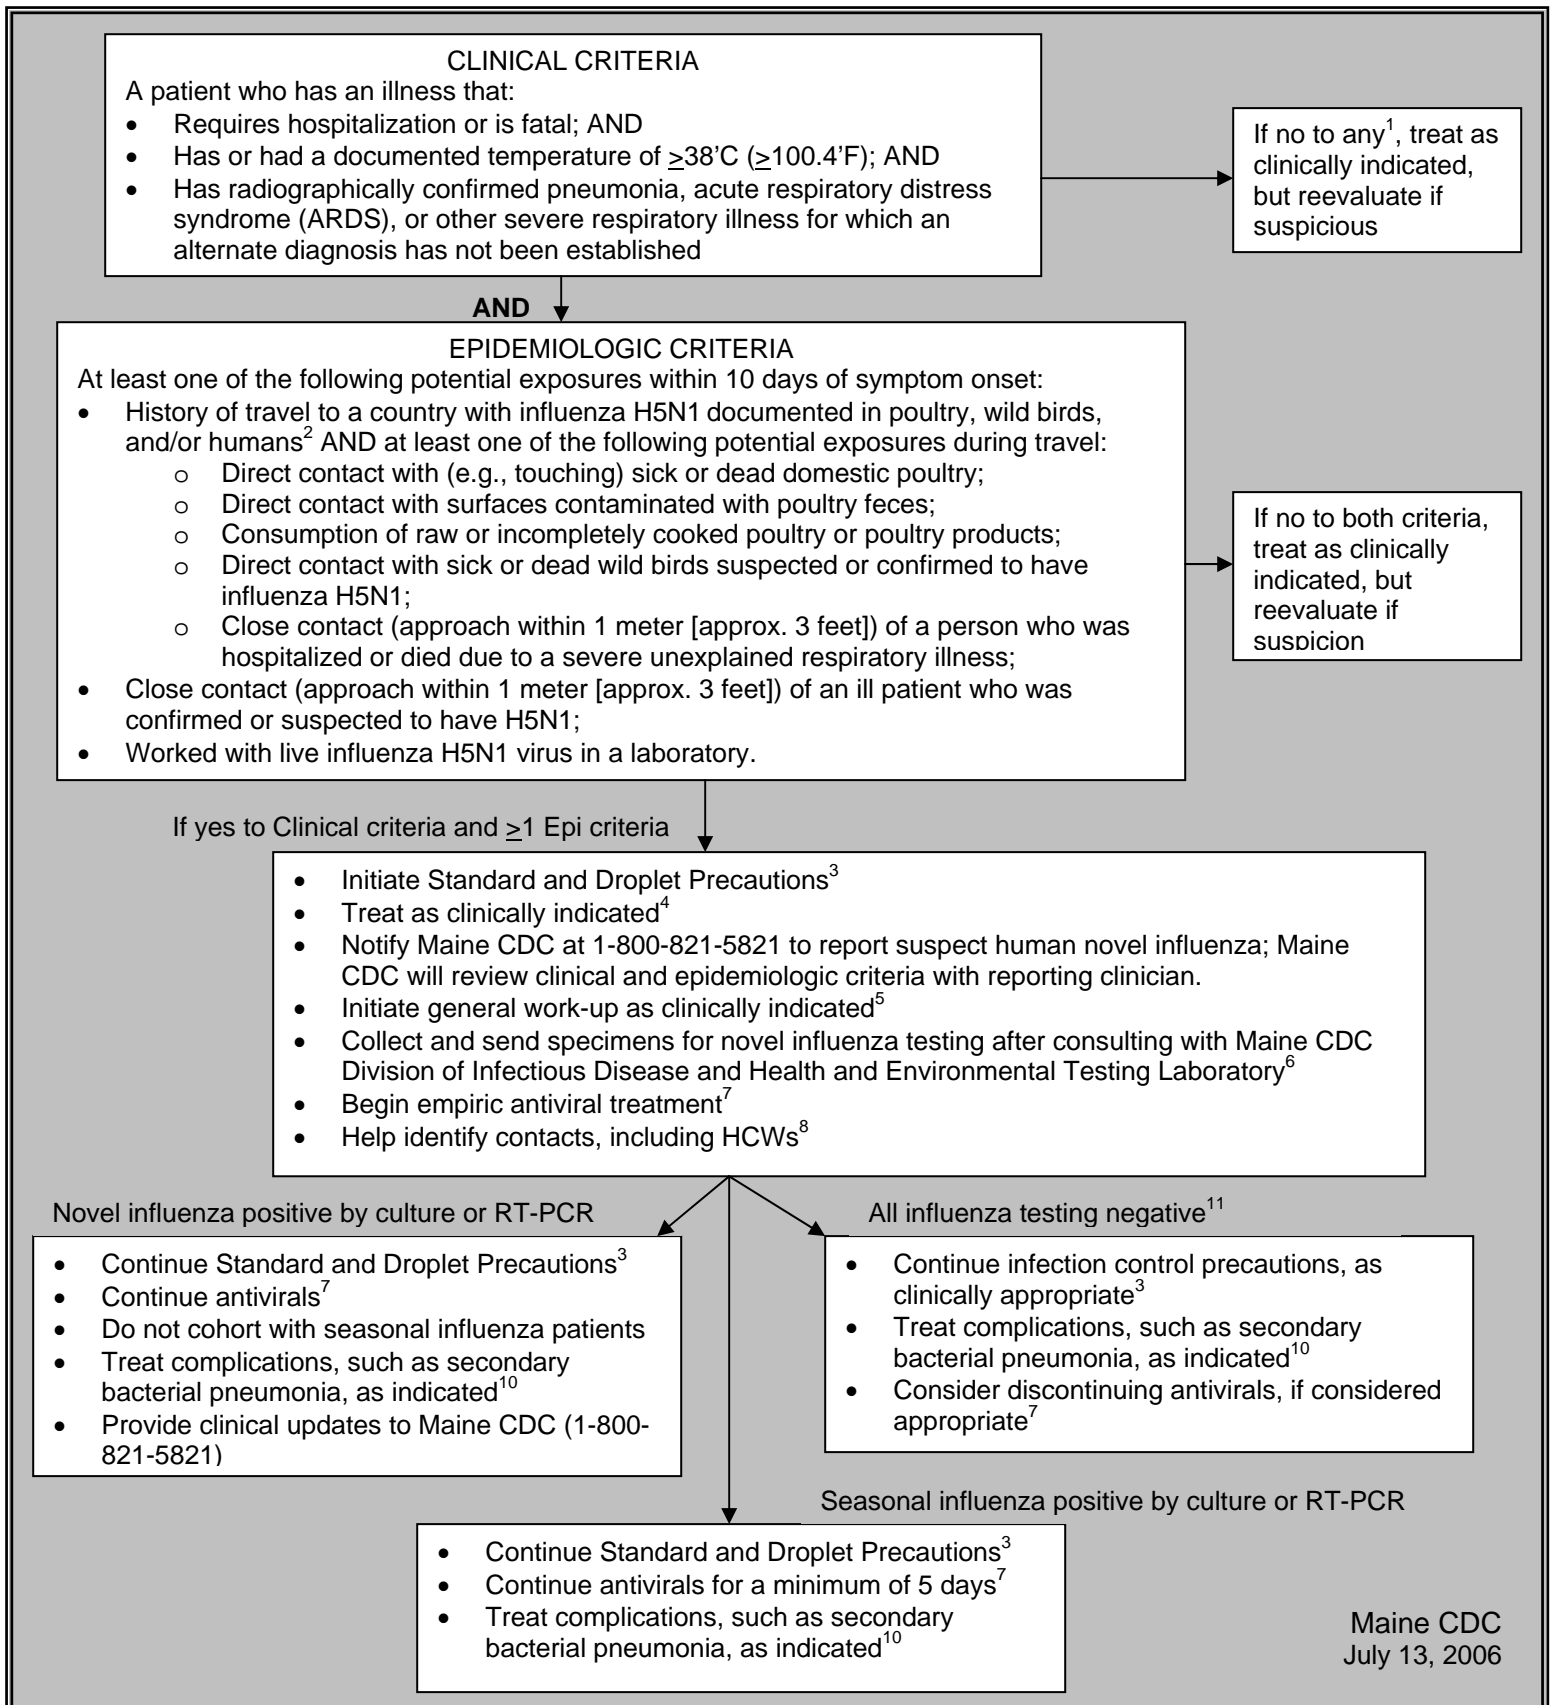 CLINICAL CRITERIA
A patient who has an illness that:
• Requires hospitalization or is fatal; AND
• Has or had a documented temperature of >38'C (>100.4'F); AND
• Has radiographically confirmed pneumonia, acute respiratory distress
syndrome (ARDS), or other severe respiratory illness for which an
alternate diagnosis has not been established
If no to any1, treat as
clinically indicated,
but reevaluate if
suspicious
AND
EPIDEMIOLOGIC CRITERIA
At least one of the following potential exposures within 10 days of symptom onset:
• History of travel to a country with influenza H5N1 documented in poultry, wild birds,
and/or humans2 AND at least one of the following potential exposures during travel:
o Direct contact with (e.g., touching) sick or dead domestic poultry;
o Direct contact with surfaces contaminated with poultry feces;
o Consumption of raw or incompletely cooked poultry or poultry products;
o Direct contact with sick or dead wild birds suspected or confirmed to have
influenza H5N1;
o Close contact (approach within 1 meter [approx. 3 feet]) of a person who was
hospitalized or died due to a severe unexplained respiratory illness;
• Close contact (approach within 1 meter [approx. 3 feet]) of an ill patient who was
confirmed or suspected to have H5N1;
• Worked with live influenza H5N1 virus in a laboratory.
If no to both criteria,
treat as clinically
indicated, but
reevaluate if
suspicion
If yes to Clinical criteria and >1 Epi criteria
• Initiate Standard and Droplet Precautions3
• Treat as clinically indicated4
• Notify Maine CDC at 1-800-821-5821 to report suspect human novel influenza; Maine
CDC will review clinical and epidemiologic criteria with reporting clinician.
• Initiate general work-up as clinically indicated5
• Collect and send specimens for novel influenza testing after consulting with Maine CDC
Division of Infectious Disease and Health and Environmental Testing Laboratory6
• Begin empiric antiviral treatment7
• Help identify contacts, including HCWs8
Novel influenza positive by culture or RT-PCR
• Continue Standard and Droplet Precautions3
• Continue antivirals7
• Do not cohort with seasonal influenza patients
• Treat complications, such as secondary
bacterial pneumonia, as indicated10
• Provide clinical updates to Maine CDC (1-800-
821-5821)
All influenza testing negative11
• Continue infection control precautions, as
clinically appropriate3
• Treat complications, such as secondary
bacterial pneumonia, as indicated10
• Consider discontinuing antivirals, if considered
appropriate7
Seasonal influenza positive by culture or RT-PCR
• Continue Standard and Droplet Precautions3
• Continue antivirals for a minimum of 5 days7
• Treat complications, such as secondary
bacterial pneumonia, as indicated10
Maine CDC
July 13, 2006